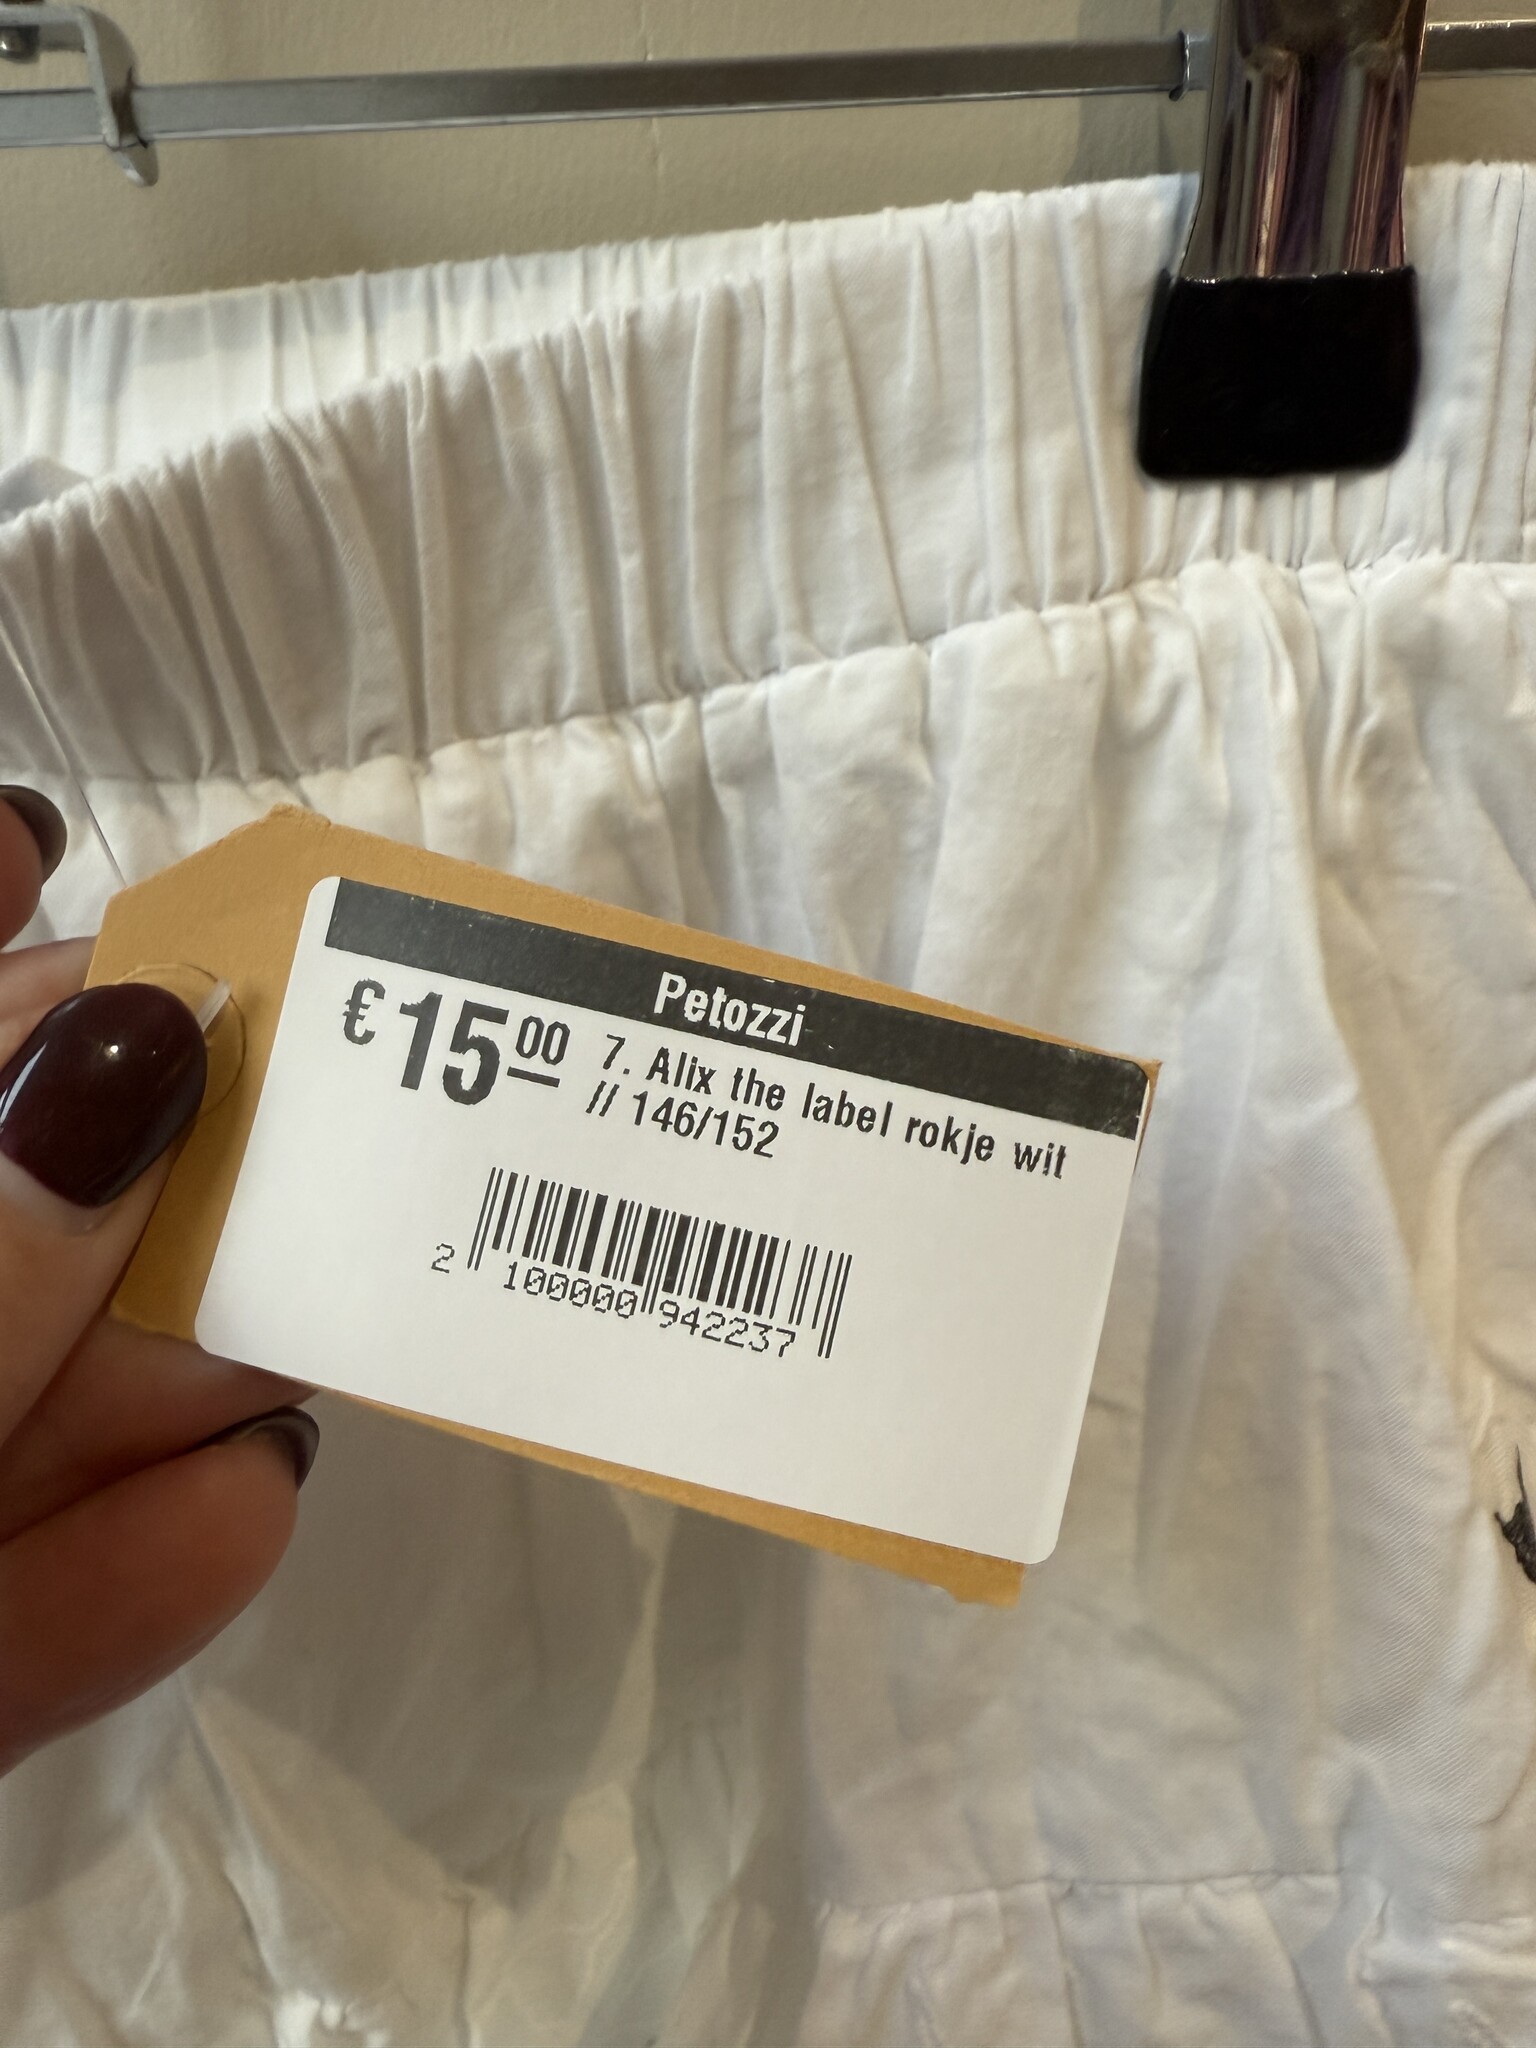 Petozzi
€ 15.00
7. Alix the label rokje wit
// 146/152
2 100000 942237